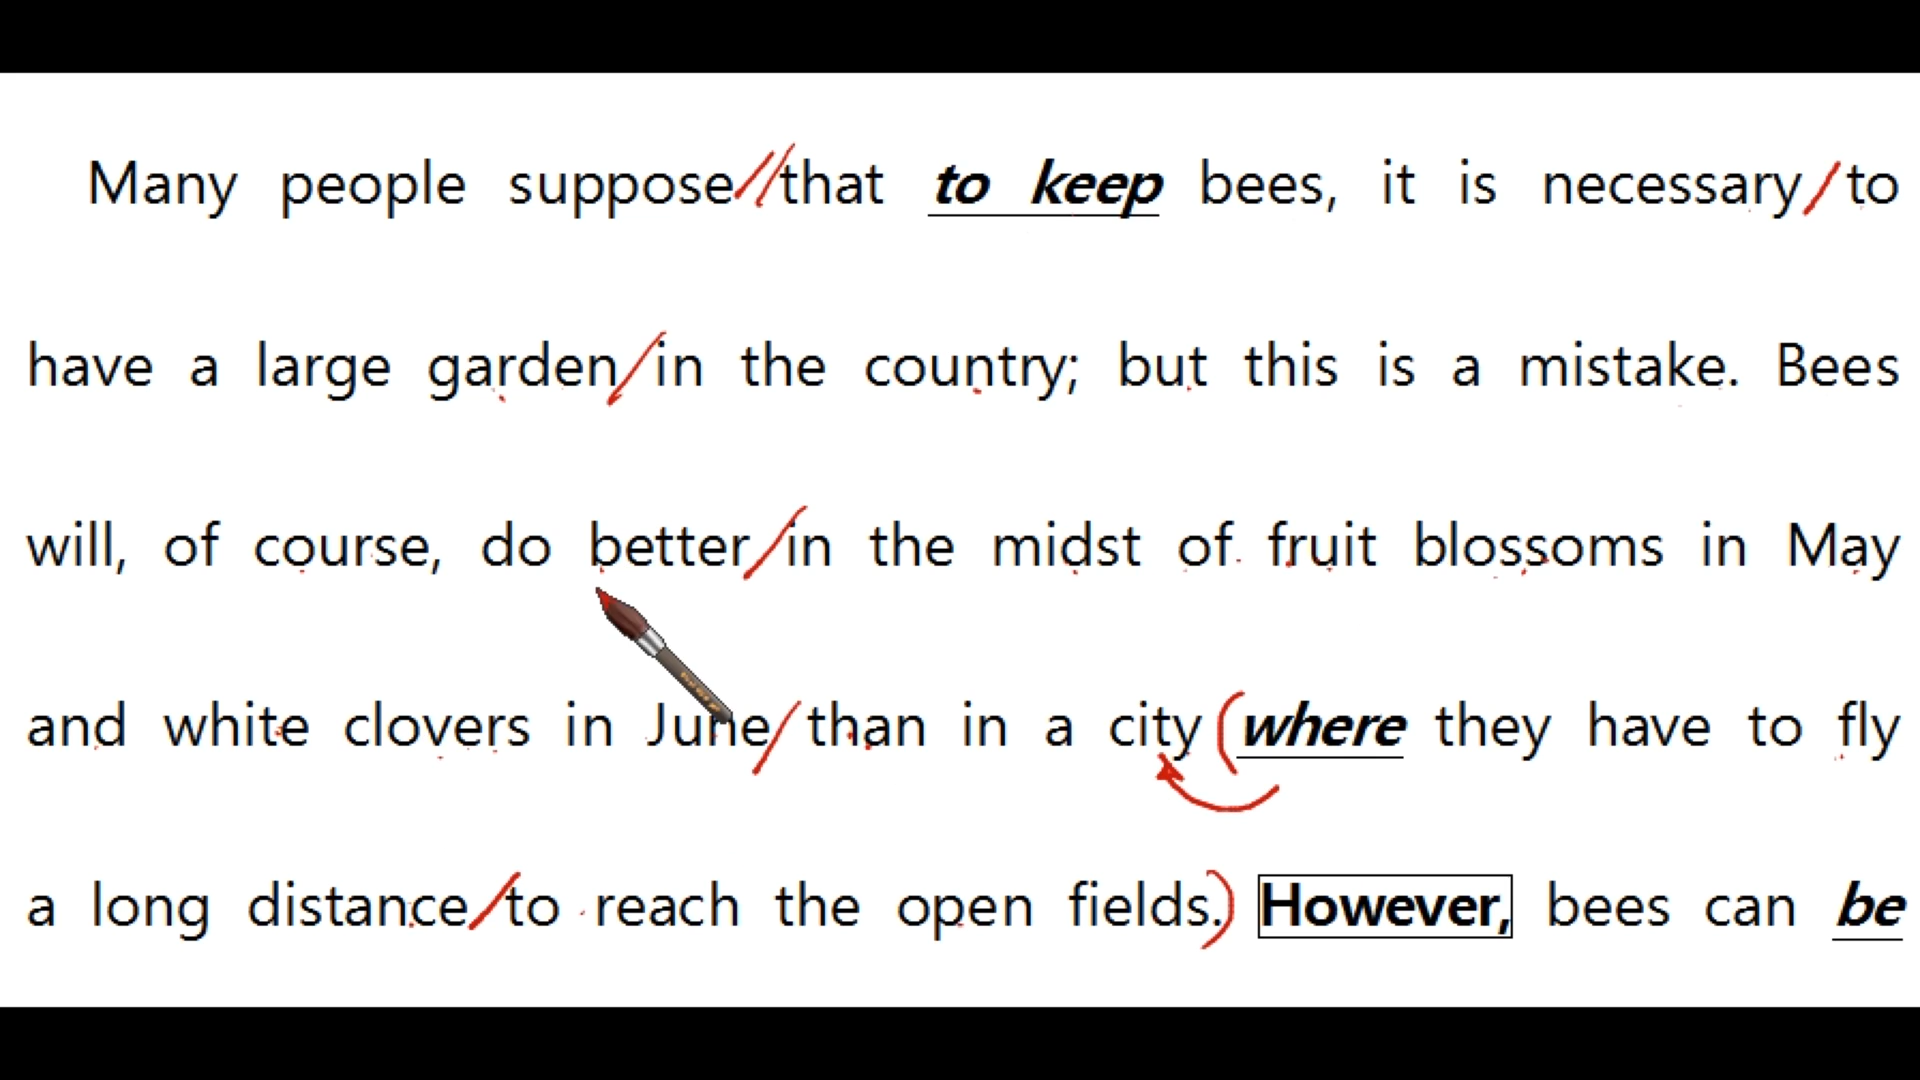 Many people suppose that to keep bees, it is necessary to
have a large garden in the country; but this is a mistake. Bees
will, of course, do better in the midst of fruit blossoms in May
and white clovers in June than in a city where they have to fly
a long distance to reach the open fields. However, bees can be